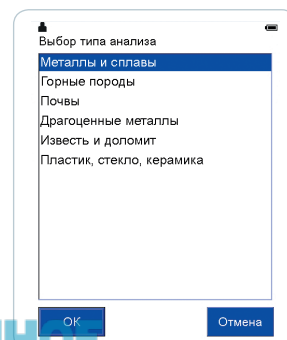 Выбор типа анализа
Металлы и сплавы
Горные породы
Почвы
Драгоценные металлы
Известь и доломит
Пластик, стекло, керамика
OK
Отмена